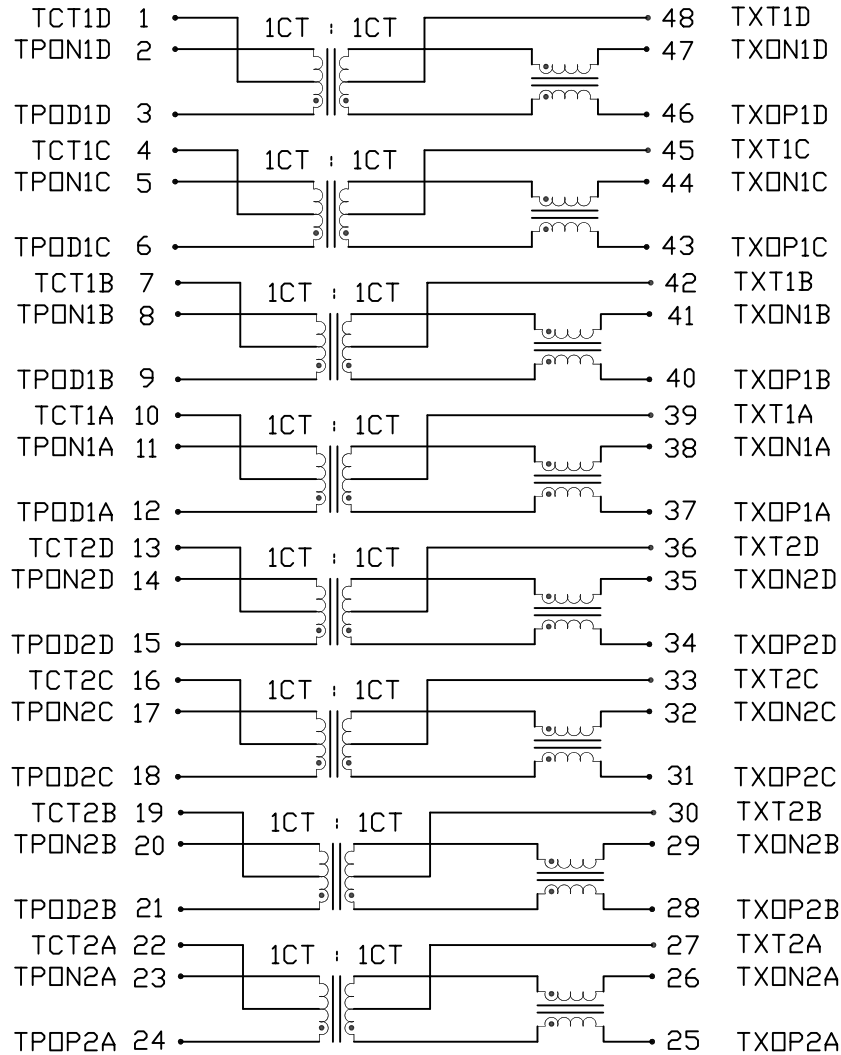 TCT1D 1 1CT : 1CT 48 TXT1D
TPON1D 2 47 TXON1D
TPOD1D 3 46 TXOP1D
TCT1C 4 1CT : 1CT 45 TXT1C
TPON1C 5 44 TXON1C
TPOD1C 6 43 TXOP1C
TCT1B 7 1CT : 1CT 42 TXT1B
TPON1B 8 41 TXON1B
TPOD1B 9 40 TXOP1B
TCT1A 10 1CT : 1CT 39 TXT1A
TPON1A 11 38 TXON1A
TPOD1A 12 37 TXOP1A
TCT2D 13 1CT : 1CT 36 TXT2D
TPON2D 14 35 TXON2D
TPOD2D 15 34 TXOP2D
TCT2C 16 1CT : 1CT 33 TXT2C
TPON2C 17 32 TXON2C
TPOD2C 18 31 TXOP2C
TCT2B 19 1CT : 1CT 30 TXT2B
TPON2B 20 29 TXON2B
TPOD2B 21 28 TXOP2B
TCT2A 22 1CT : 1CT 27 TXT2A
TPON2A 23 26 TXON2A
TPOP2A 24 25 TXOP2A